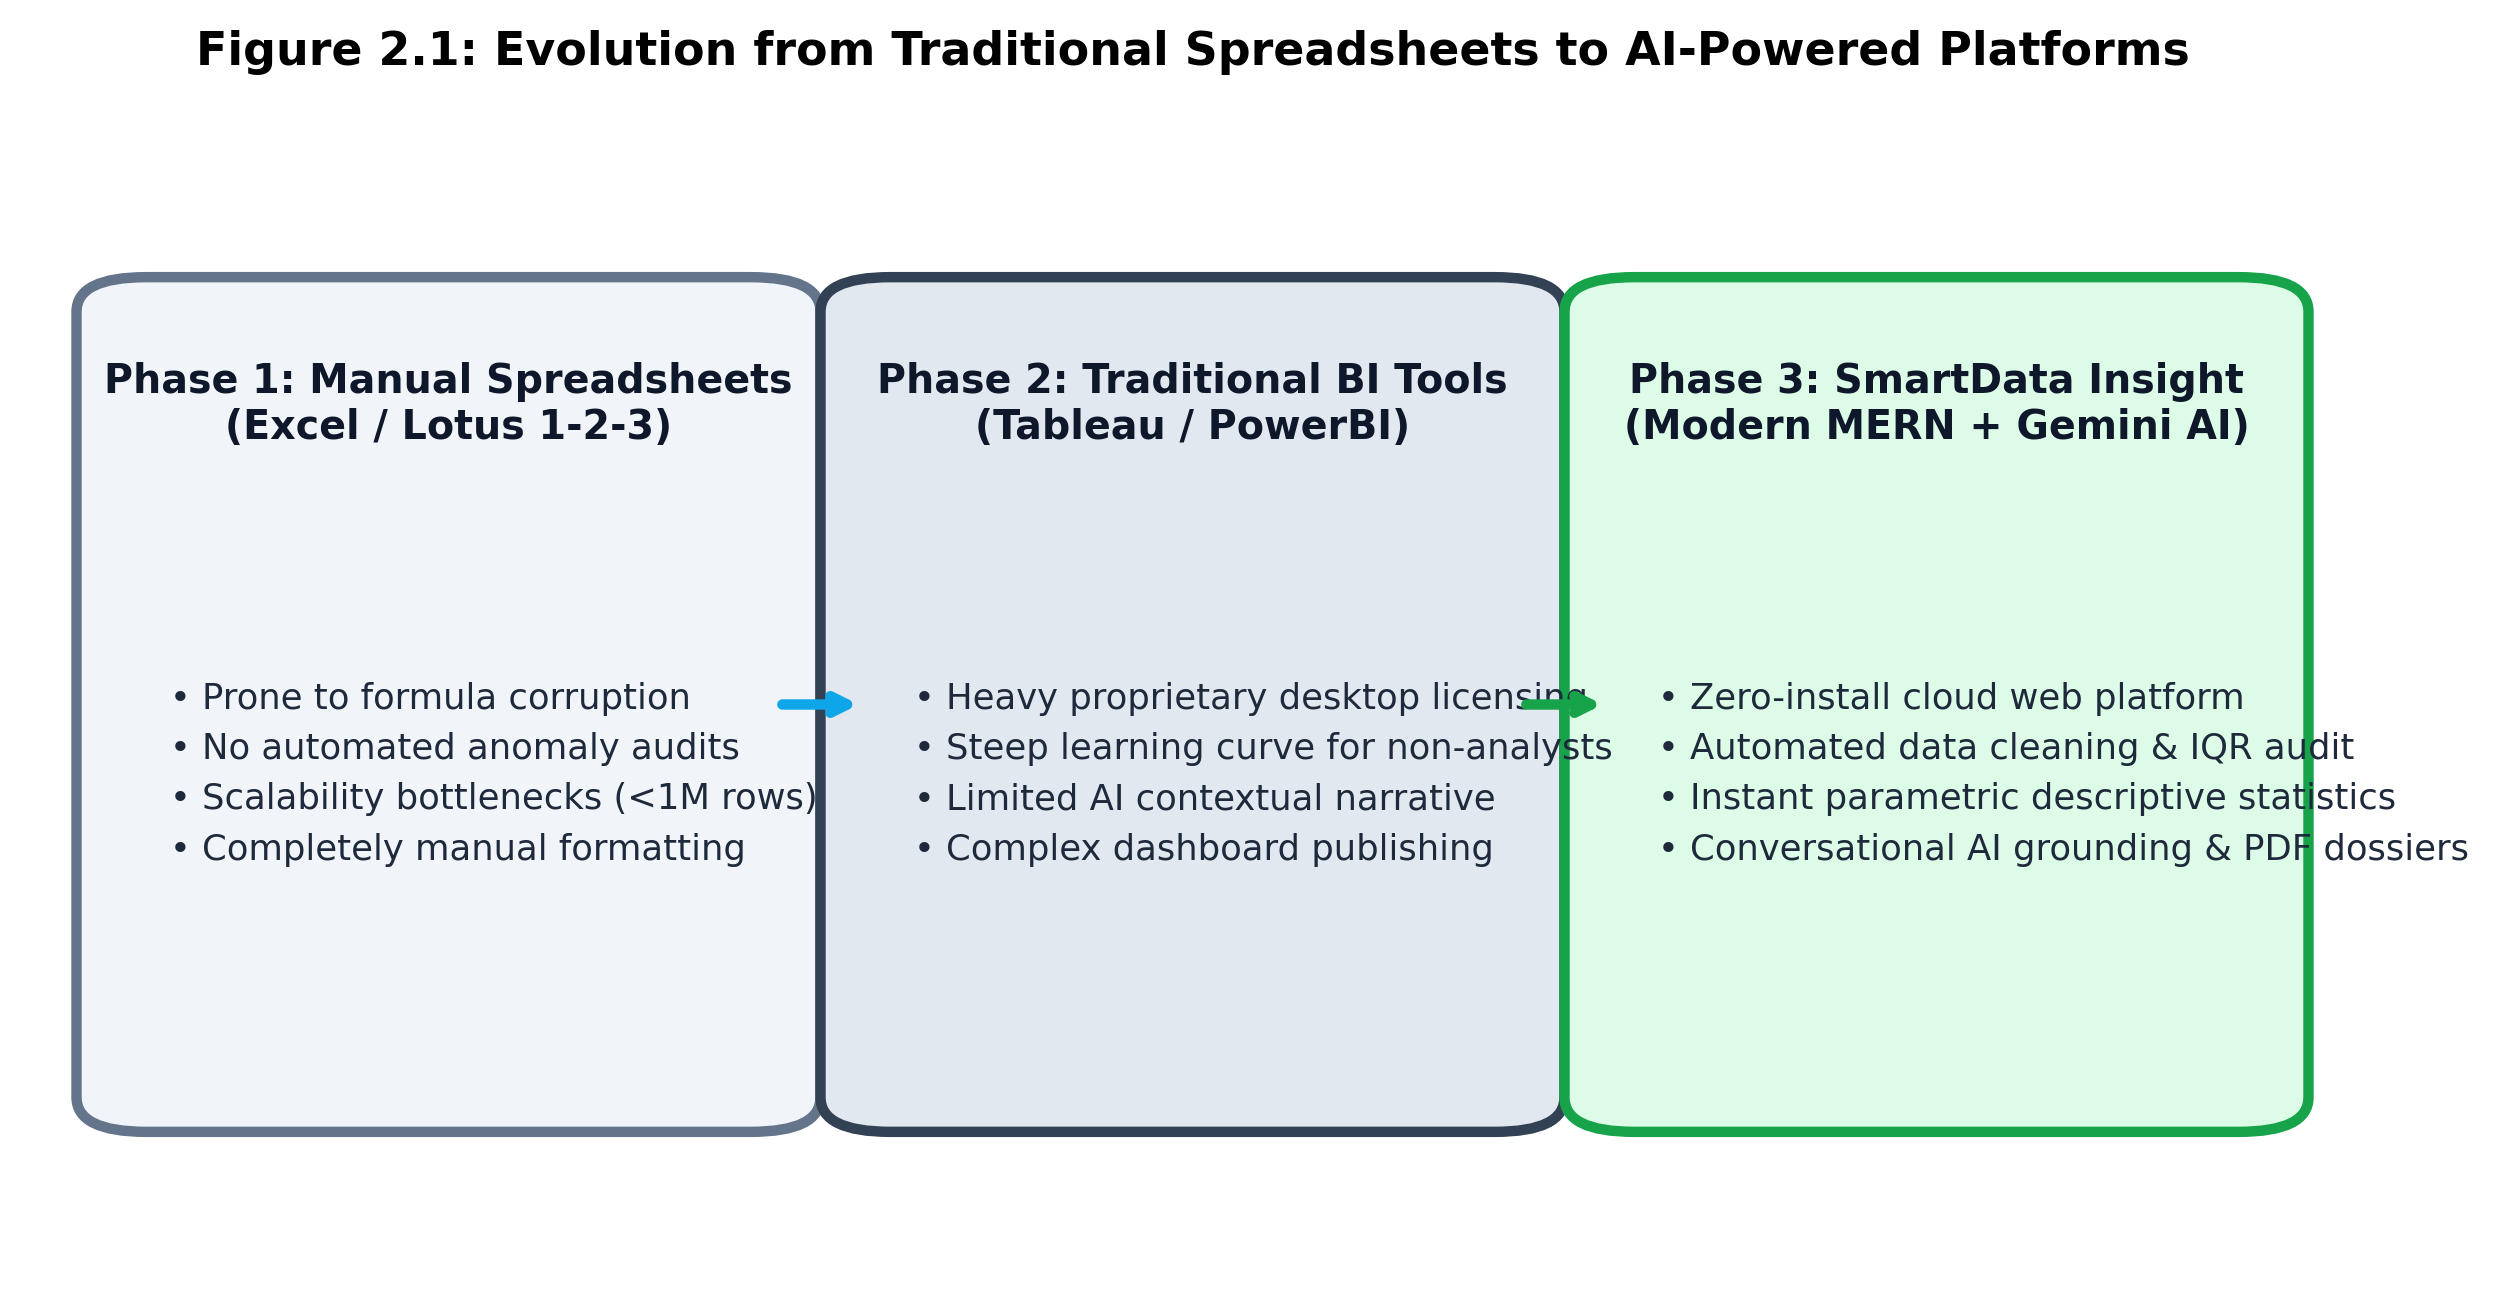 Figure 2.1: Evolution from Traditional Spreadsheets to AI-Powered Platforms
Phase 1: Manual Spreadsheets
(Excel / Lotus 1-2-3)
• Prone to formula corruption
• No automated anomaly audits
• Scalability bottlenecks (<1M rows)
• Completely manual formatting
Phase 2: Traditional BI Tools
(Tableau / PowerBI)
• Heavy proprietary desktop licensing
• Steep learning curve for non-analysts
• Limited AI contextual narrative
• Complex dashboard publishing
Phase 3: SmartData Insight
(Modern MERN + Gemini AI)
• Zero-install cloud web platform
• Automated data cleaning & IQR audit
• Instant parametric descriptive statistics
• Conversational AI grounding & PDF dossiers